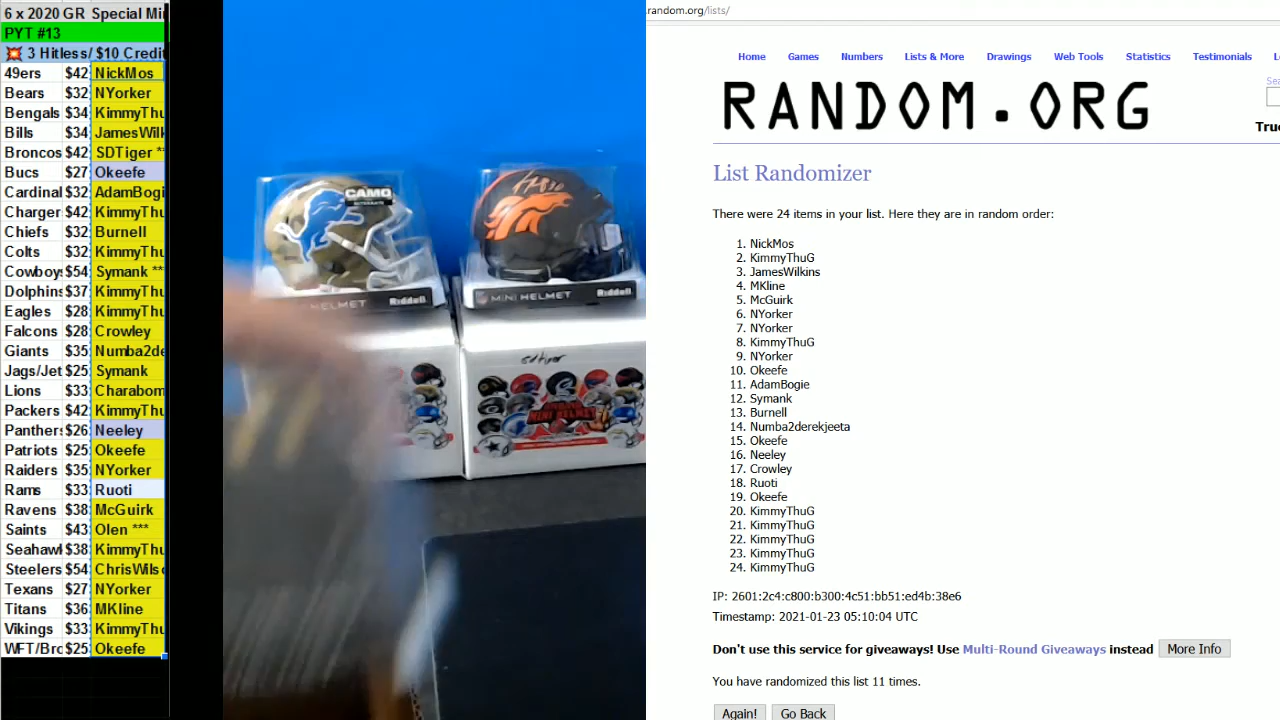 6 x 2020 GR Special Mi
PYT #13
3 Hitless/ $10 Credit
49ers $42 NickMos
Bears $32 NYorker
Bengals $34 KimmyThu
Bills $34 JamesWilk
Broncos $42 SDTiger **
Bucs $27 Okeefe
Cardinal $32 AdamBogi
Charger $42 KimmyThu
Chiefs $32 Burnell
Colts $32 KimmyThu
Cowboys $54 Symank **
Dolphins $37 KimmyThu
Eagles $28 KimmyThu
Falcons $28 Crowley
Giants $35 Numba2de
Jags/Jet $25 Symank
Lions $33 Charabom
Packers $42 KimmyThu
Panthers $26 Neeley
Patriots $25 Okeefe
Raiders $35 NYorker
Rams $33 Ruoti
Ravens $38 McGuirk
Saints $43 Olen ***
Seahaw $38 KimmyThu
Steelers $54 ChrisWils
Texans $27 NYorker
Titans $36 MKline
Vikings $33 KimmyThu
WFT/Bro $25 Okeefe
CAMO
HELMET Riddell
MINI HELMET Riddell
MINI HELMET
random.org/lists/
Home Games Numbers Lists & More Drawings Web Tools Statistics Testimonials L
Sea
RANDOM.ORG
Truc
List Randomizer
There were 24 items in your list. Here they are in random order:
1. NickMos
2. KimmyThuG
3. JamesWilkins
4. MKline
5. McGuirk
6. NYorker
7. NYorker
8. KimmyThuG
9. NYorker
10. Okeefe
11. AdamBogie
12. Symank
13. Burnell
14. Numba2derekjeeta
15. Okeefe
16. Neeley
17. Crowley
18. Ruoti
19. Okeefe
20. KimmyThuG
21. KimmyThuG
22. KimmyThuG
23. KimmyThuG
24. KimmyThuG
IP: 2601:2c4:c800:b300:4c51:bb51:ed4b:38e6
Timestamp: 2021-01-23 05:10:04 UTC
Don't use this service for giveaways! Use Multi-Round Giveaways instead More Info
You have randomized this list 11 times.
Again! Go Back